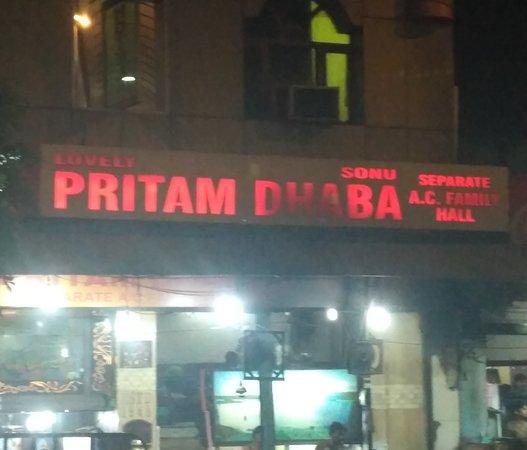 LOVELY
SONU
PRITAM DHABA
SEPARATE
A.C. FAMILY
HALL